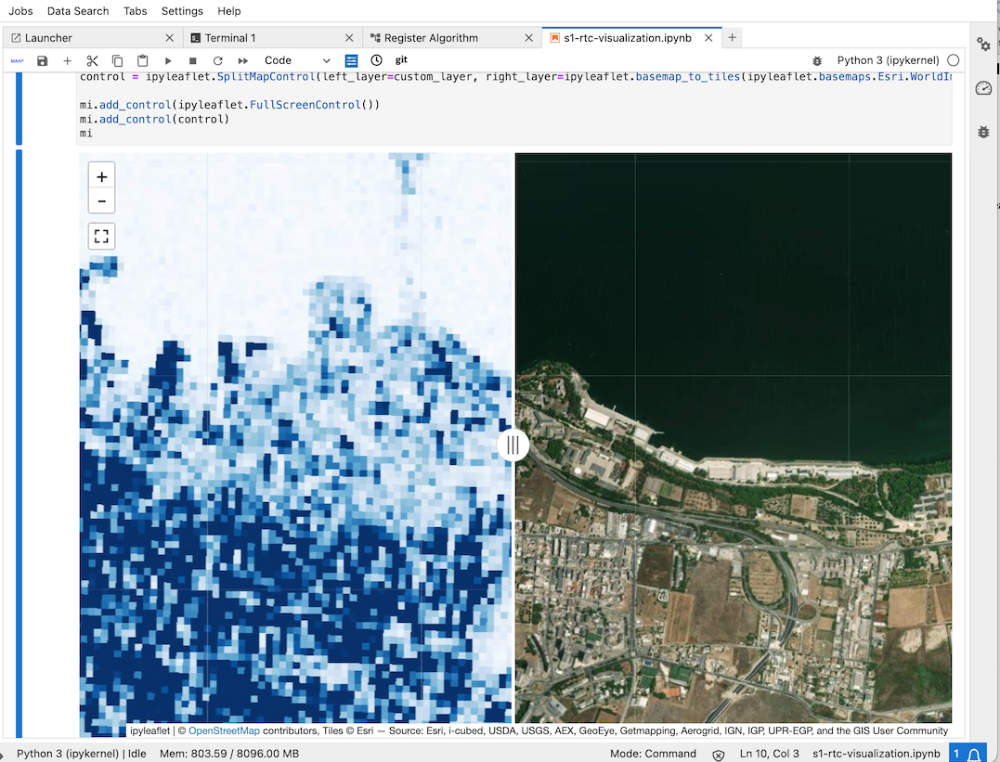 Jobs Data Search Tabs Settings Help
Launcher Terminal 1 Register Algorithm s1-rtc-visualization.ipynb
MAAP Code git Python 3 (ipykernel)
control = ipyleaflet.SplitMapControl(left_layer=custom_layer, right_layer=ipyleaflet.basemap_to_tiles(ipyleaflet.basemaps.Esri.WorldIm
mi.add_control(ipyleaflet.FullScreenControl())
mi.add_control(control)
mi
+
−
ipyleaflet | © OpenStreetMap contributors, Tiles © Esri — Source: Esri, i-cubed, USDA, USGS, AEX, GeoEye, Getmapping, Aerogrid, IGN, IGP, UPR-EGP, and the GIS User Community
Python 3 (ipykernel) | Idle Mem: 803.59 / 8096.00 MB Mode: Command Ln 10, Col 3 s1-rtc-visualization.ipynb 1